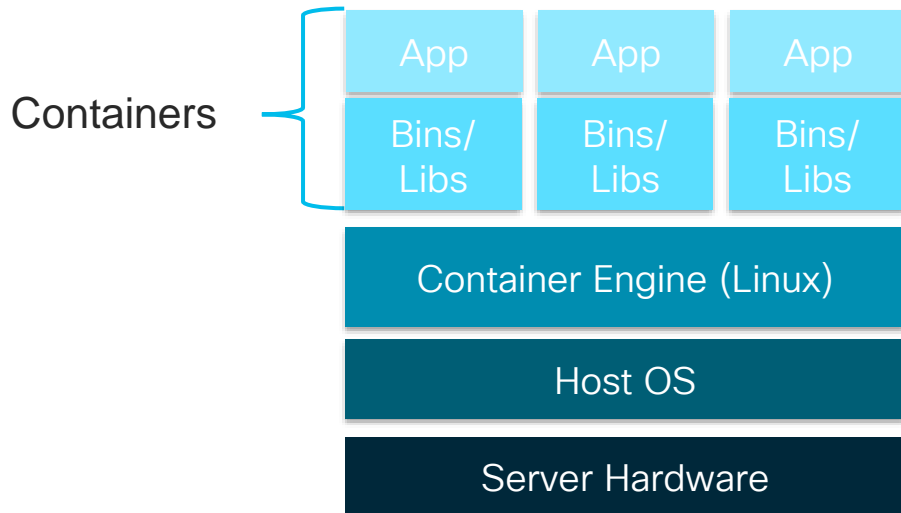 App
App
App
Containers
Bins/
Libs
Bins/
Libs
Bins/
Libs
Container Engine (Linux)
Host OS
Server Hardware